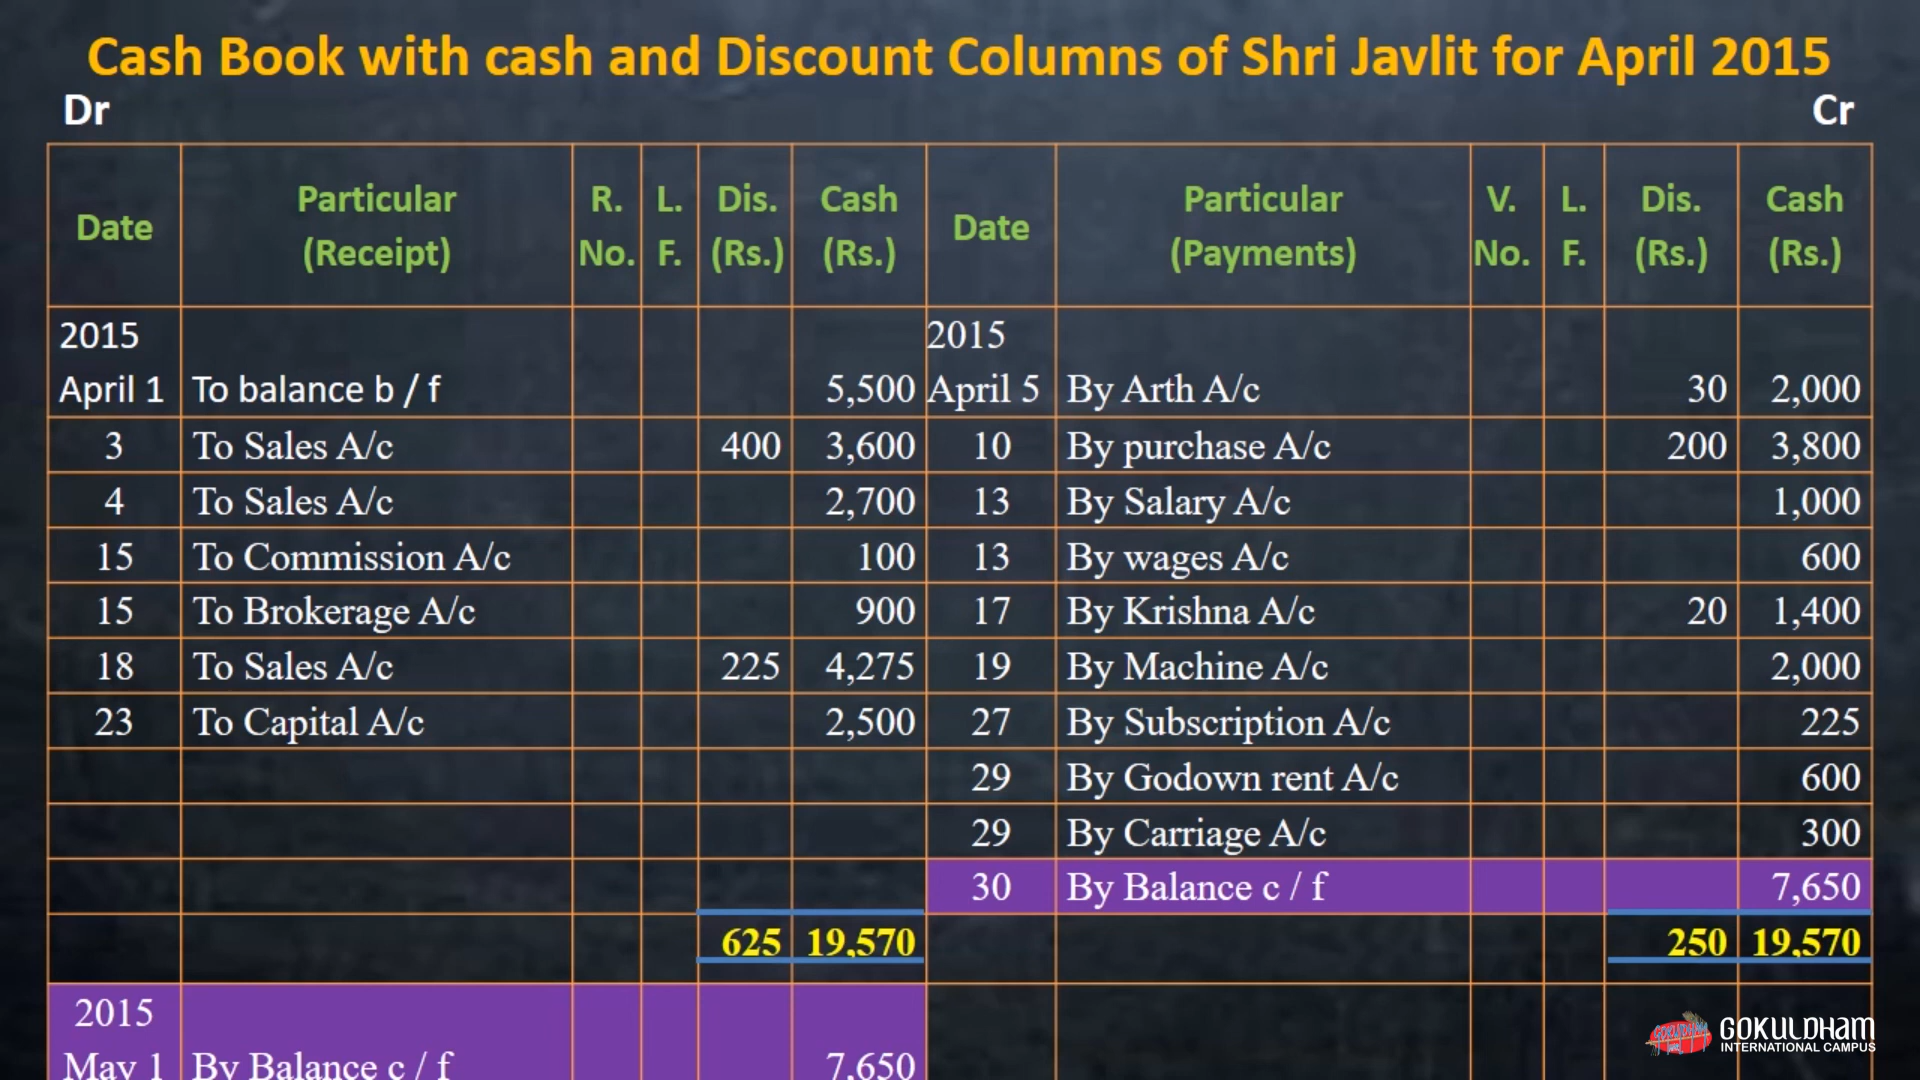 Cash Book with cash and Discount Columns of Shri Javlit for April 2015
Dr Cr
Date Particular (Receipt) R. No. L. F. Dis. (Rs.) Cash (Rs.) Date Particular (Payments) V. No. L. F. Dis. (Rs.) Cash (Rs.)
2015 2015
April 1 To balance b / f 5,500 April 5 By Arth A/c 30 2,000
3 To Sales A/c 400 3,600 10 By purchase A/c 200 3,800
4 To Sales A/c 2,700 13 By Salary A/c 1,000
15 To Commission A/c 100 13 By wages A/c 600
15 To Brokerage A/c 900 17 By Krishna A/c 20 1,400
18 To Sales A/c 225 4,275 19 By Machine A/c 2,000
23 To Capital A/c 2,500 27 By Subscription A/c 225
29 By Godown rent A/c 600
29 By Carriage A/c 300
30 By Balance c / f 7,650
625 19,570 250 19,570
2015
May 1 By Balance c / f 7,650
GOKULDHAM
GOKULDHAM
INTERNATIONAL CAMPUS